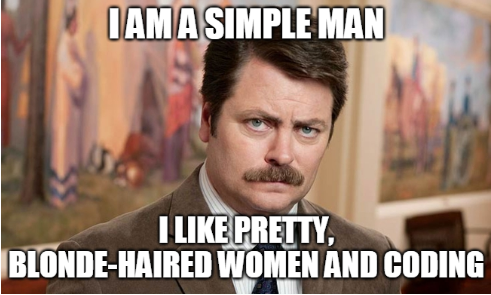 I AM A SIMPLE MAN
I LIKE PRETTY,
BLONDE-HAIRED WOMEN AND CODING